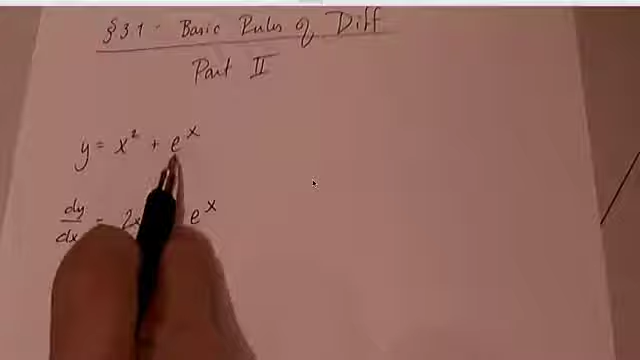 §3.1 - Basic Rules of Diff
Part II
y = x² + eˣ
dy/dx = 2x eˣ